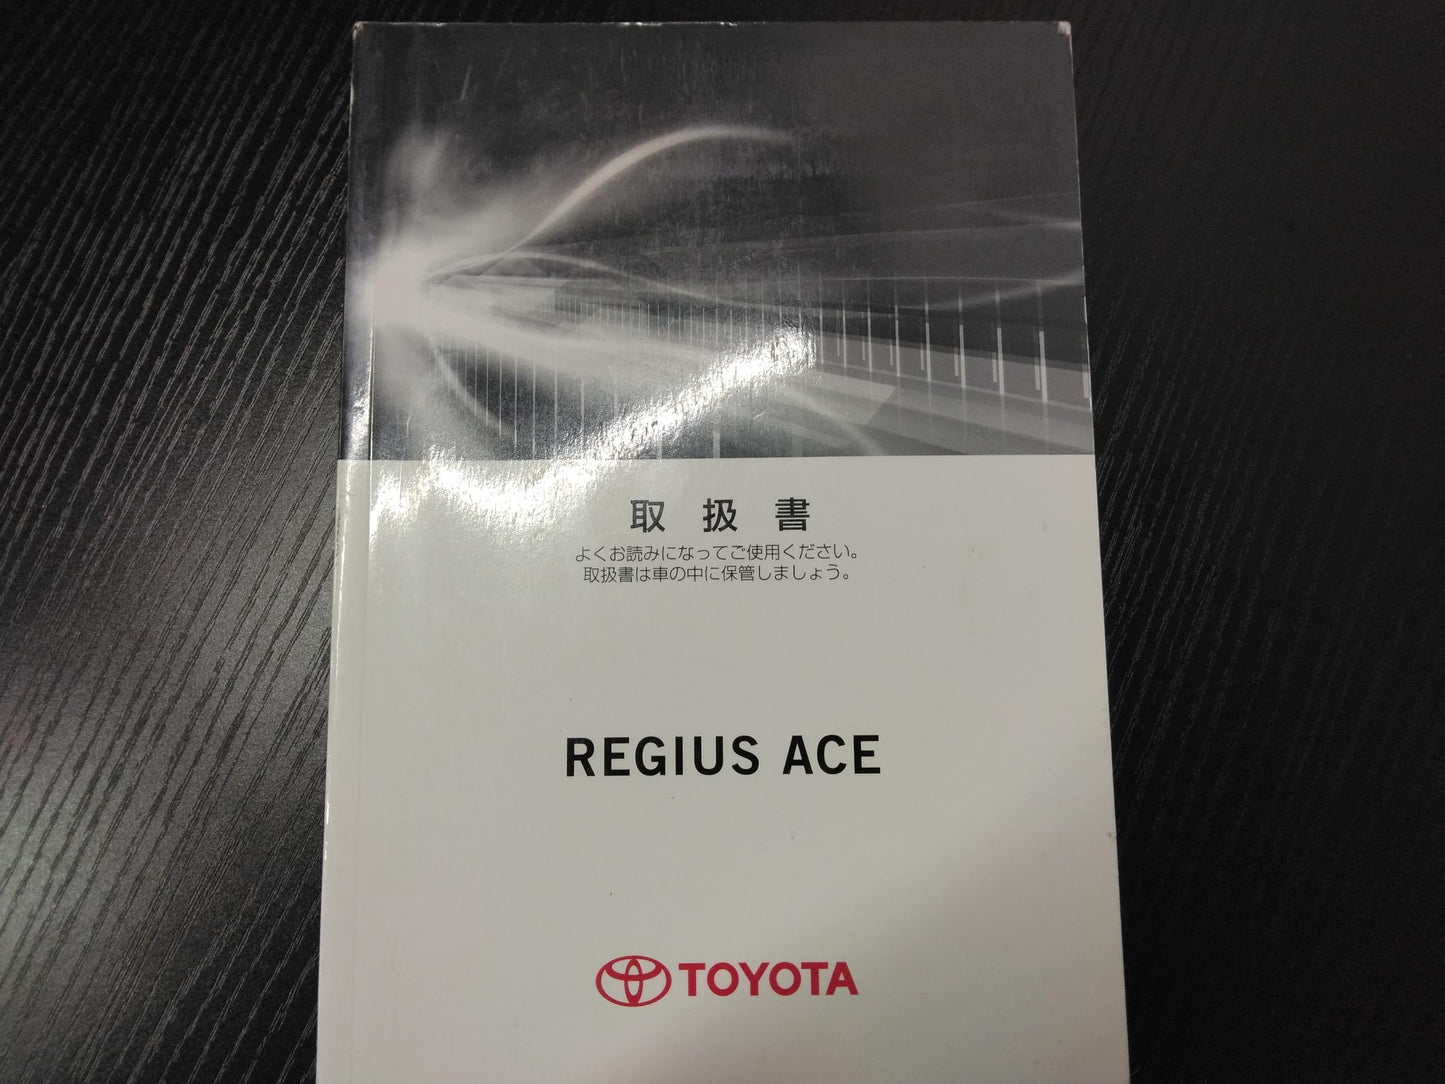 取扱書
よくお読みになってご使用ください。
取扱書は車の中に保管しましょう。
REGIUS ACE
TOYOTA